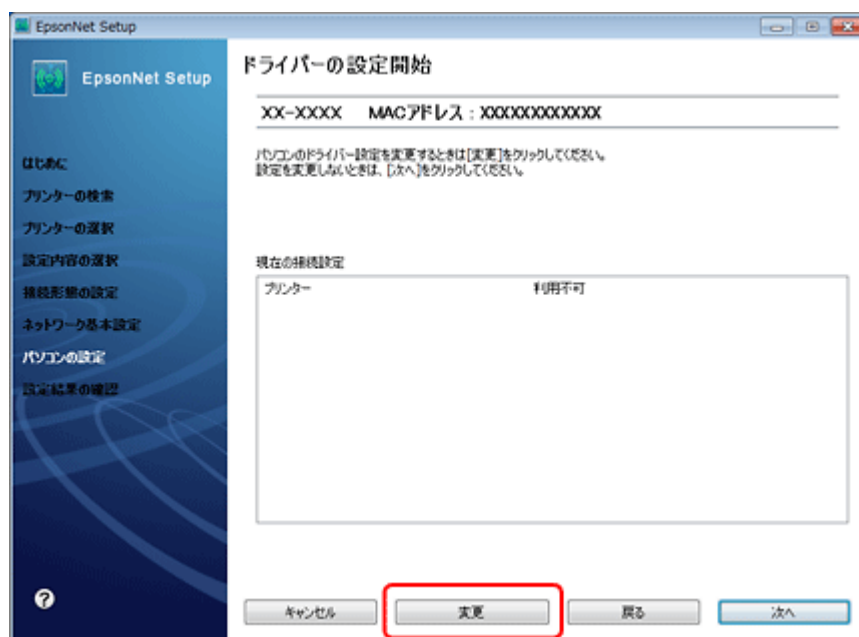 EpsonNet Setup
EpsonNet Setup
はじめに
プリンターの検索
プリンターの選択
設定内容の選択
接続形態の設定
ネットワーク基本設定
パソコンの設定
設定結果の確認
ドライバーの設定開始
XX-XXXX MACアドレス：XXXXXXXXXXXX
パソコンのドライバー設定を変更するときは[変更]をクリックしてください。
設定を変更しないときは、[次へ]をクリックしてください。
現在の接続設定
プリンター 利用不可
?
キャンセル 変更 戻る 次へ